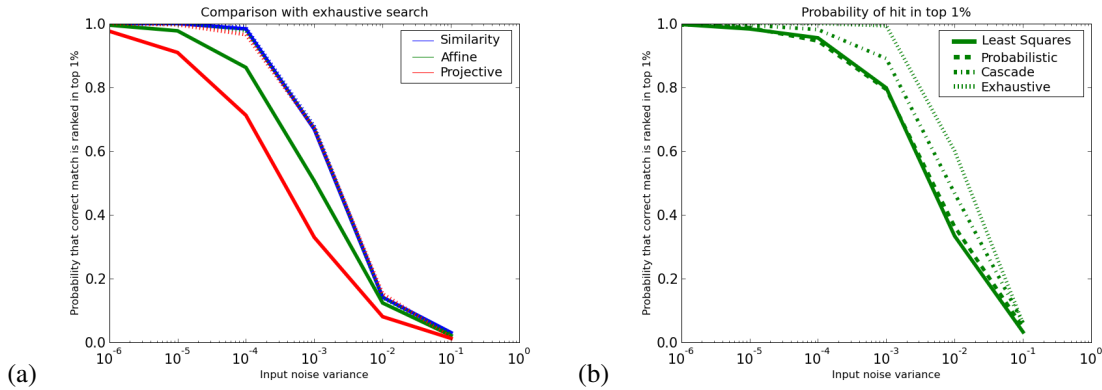 Comparison with exhaustive search
Probability that correct match is ranked in top 1%
1.0
0.8
0.6
0.4
0.2
0.0
Similarity
Affine
Projective
10^-6 10^-5 10^-4 10^-3 10^-2 10^-1 10^0
Input noise variance
(a)
Probability of hit in top 1%
Probability that correct match is ranked in top 1%
1.0
0.8
0.6
0.4
0.2
0.0
Least Squares
Probabilistic
Cascade
Exhaustive
10^-6 10^-5 10^-4 10^-3 10^-2 10^-1 10^0
Input noise variance
(b)